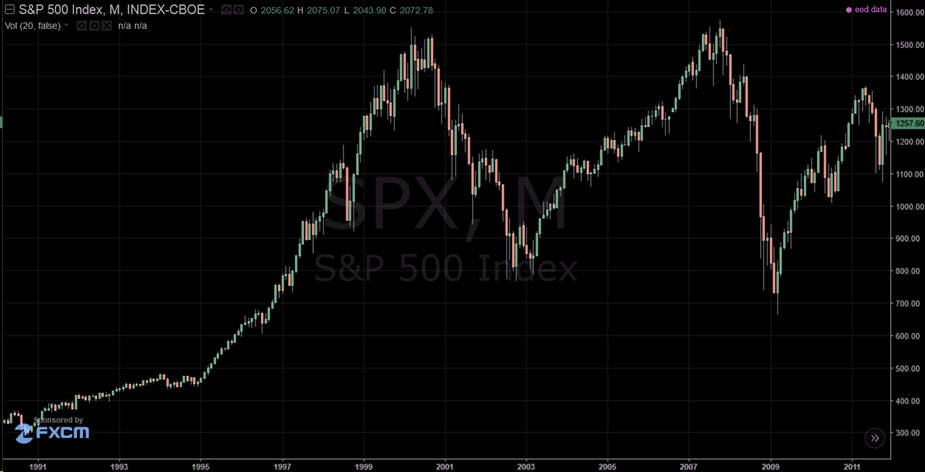 S&P 500 Index, M, INDEX-CBOE O 2056.62 H 2075.07 L 2043.98 C 2072.78
eod data
Vol (20, false) n/a n/a
1600.00
1500.00
1400.00
1300.00
1257.60
1200.00
1100.00
1000.00
900.00
800.00
700.00
600.00
500.00
400.00
300.00
SPX, M
S&P 500 Index
Sponsored by
FXCM
1991 1993 1995 1997 1999 2001 2003 2005 2007 2009 2011